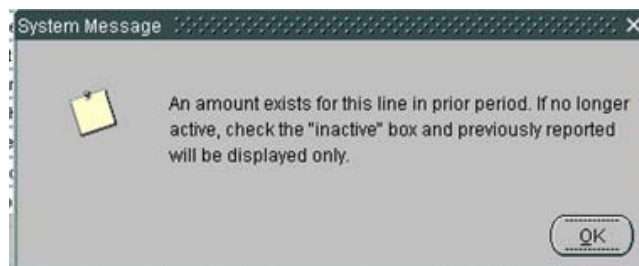 System Message
An amount exists for this line in prior period. If no longer
active, check the "inactive" box and previously reported
will be displayed only.
OK